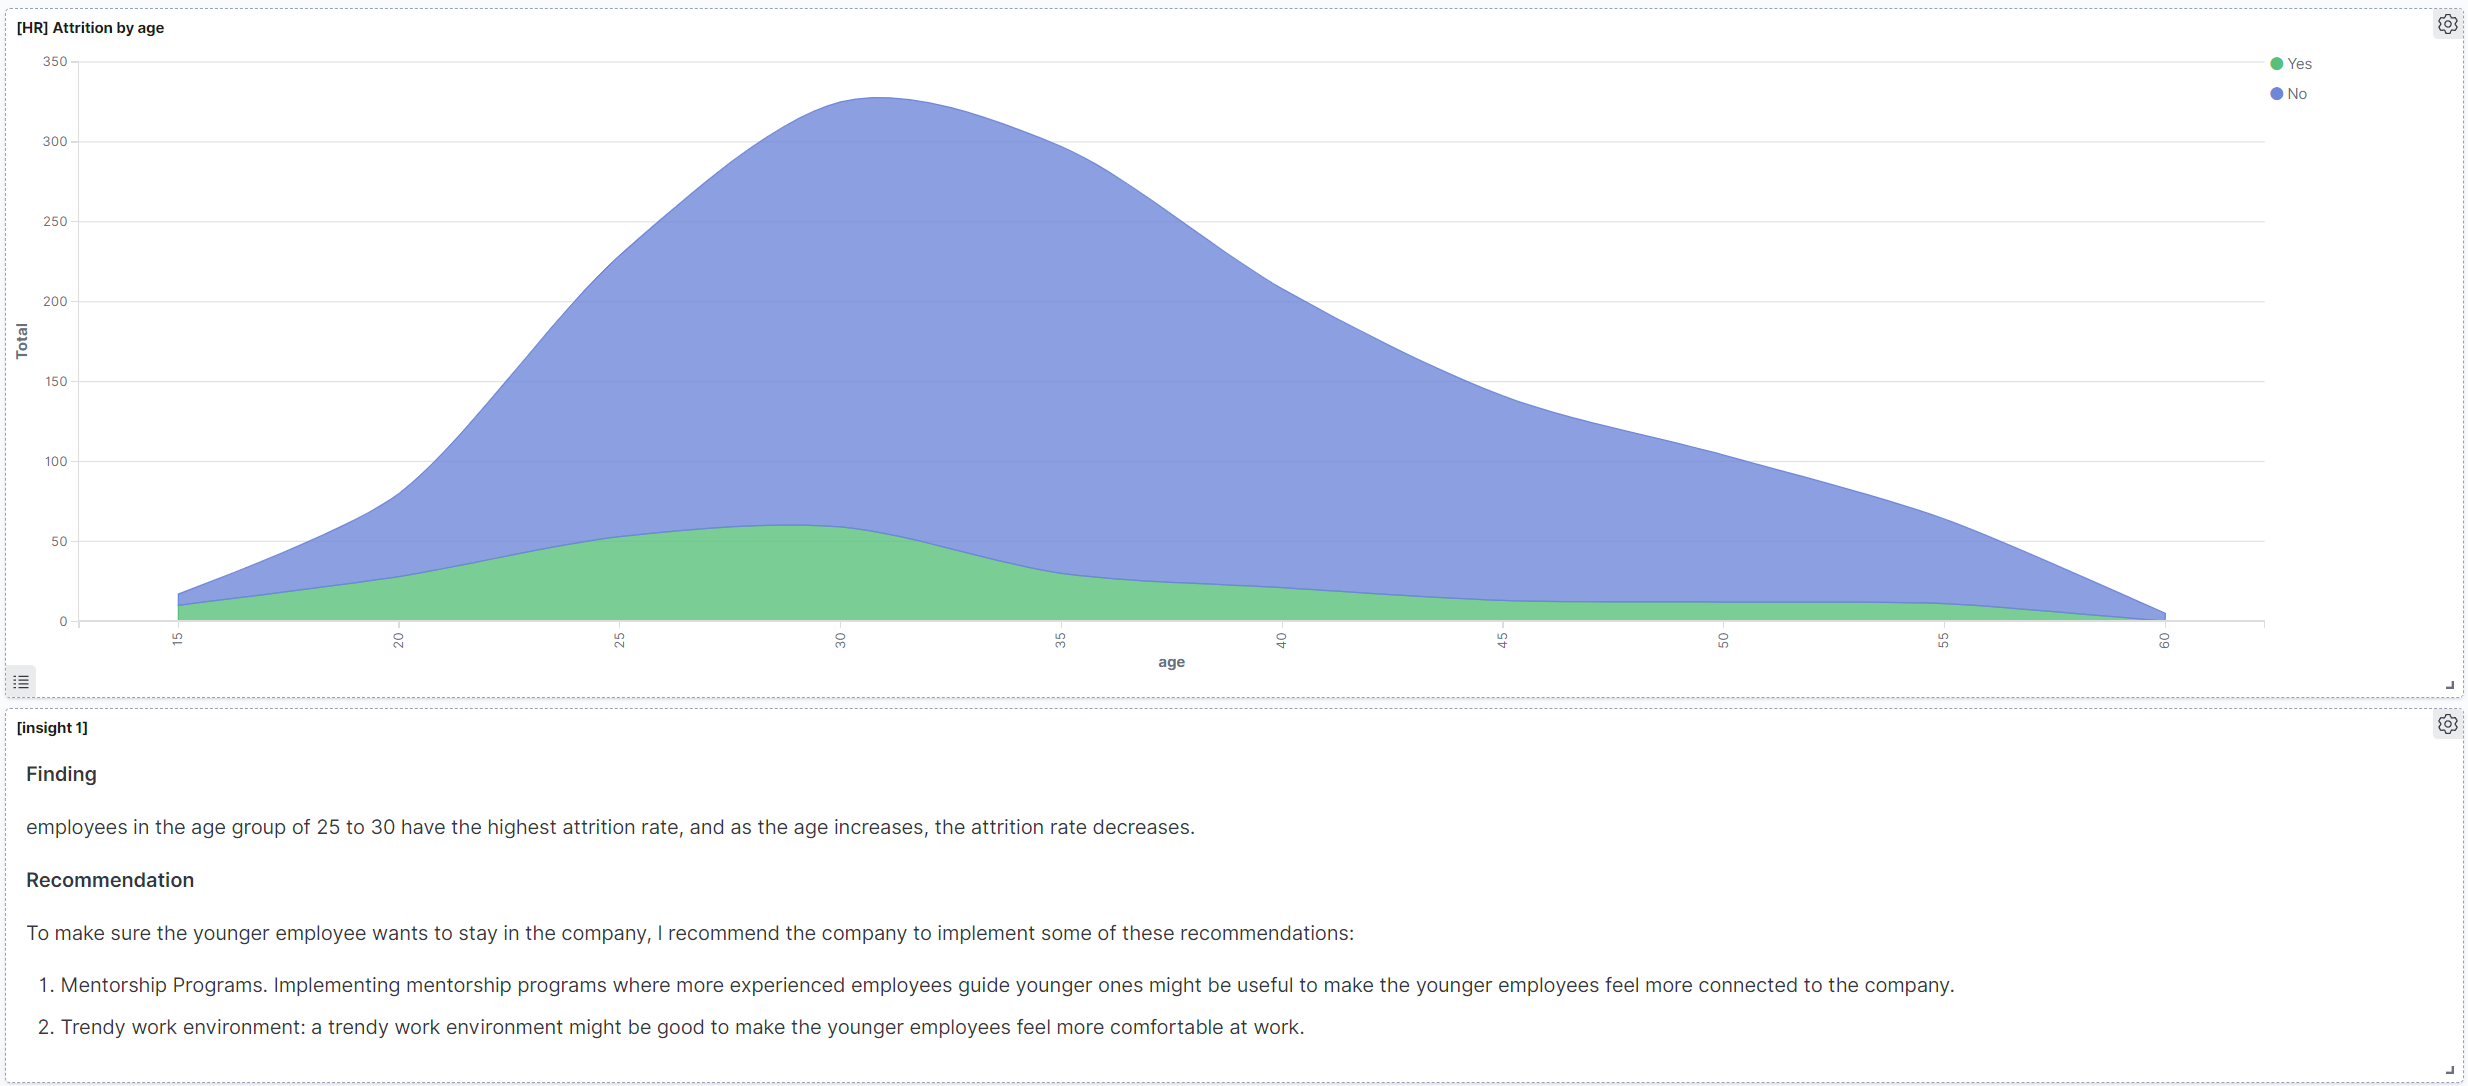 [HR] Attrition by age
350
300
250
200
150
100
50
0
Total
15
20
25
30
35
40
45
50
55
60
age
Yes
No
[insight 1]
Finding
employees in the age group of 25 to 30 have the highest attrition rate, and as the age increases, the attrition rate decreases.
Recommendation
To make sure the younger employee wants to stay in the company, I recommend the company to implement some of these recommendations:
1. Mentorship Programs. Implementing mentorship programs where more experienced employees guide younger ones might be useful to make the younger employees feel more connected to the company.
2. Trendy work environment: a trendy work environment might be good to make the younger employees feel more comfortable at work.